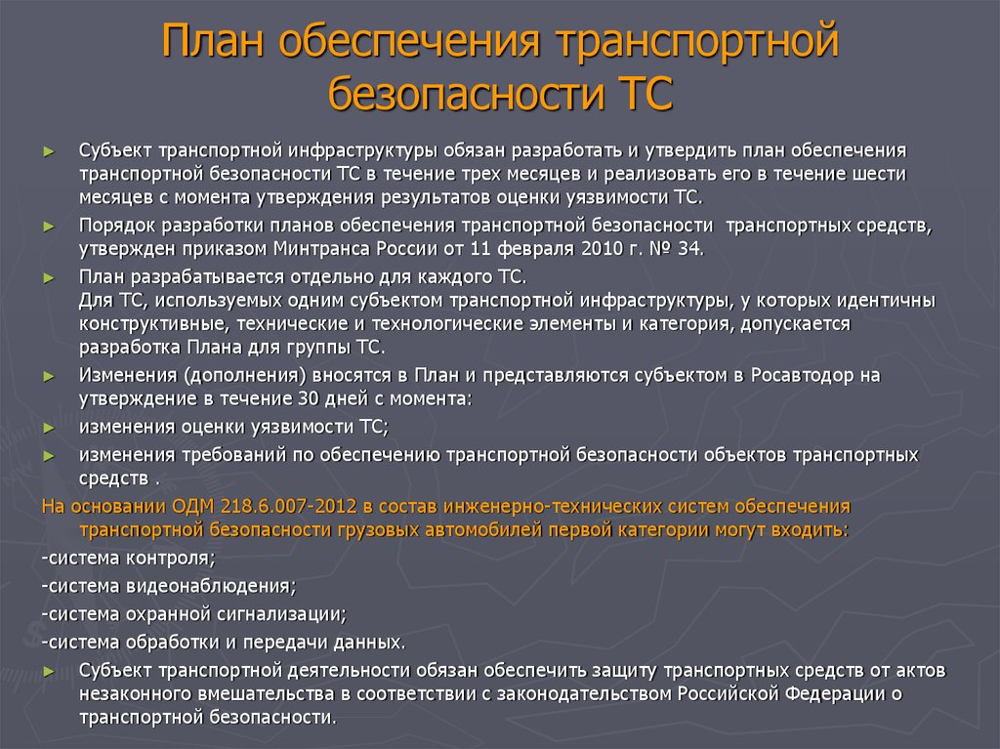 План обеспечения транспортной
безопасности ТС
► Субъект транспортной инфраструктуры обязан разработать и утвердить план обеспечения
транспортной безопасности ТС в течение трех месяцев и реализовать его в течение шести
месяцев с момента утверждения результатов оценки уязвимости ТС.
► Порядок разработки планов обеспечения транспортной безопасности транспортных средств,
утвержден приказом Минтранса России от 11 февраля 2010 г. № 34.
► План разрабатывается отдельно для каждого ТС.
Для ТС, используемых одним субъектом транспортной инфраструктуры, у которых идентичны
конструктивные, технические и технологические элементы и категория, допускается
разработка Плана для группы ТС.
► Изменения (дополнения) вносятся в План и представляются субъектом в Росавтодор на
утверждение в течение 30 дней с момента:
► изменения оценки уязвимости ТС;
► изменения требований по обеспечению транспортной безопасности объектов транспортных
средств .
На основании ОДМ 218.6.007-2012 в состав инженерно-технических систем обеспечения
транспортной безопасности грузовых автомобилей первой категории могут входить:
-система контроля;
-система видеонаблюдения;
-система охранной сигнализации;
-система обработки и передачи данных.
► Субъект транспортной деятельности обязан обеспечить защиту транспортных средств от актов
незаконного вмешательства в соответствии с законодательством Российской Федерации о
транспортной безопасности.